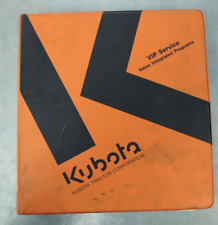 VIP Service
Value Integrated Programs
Kubota
KUBOTA TRACTOR CORPORATION